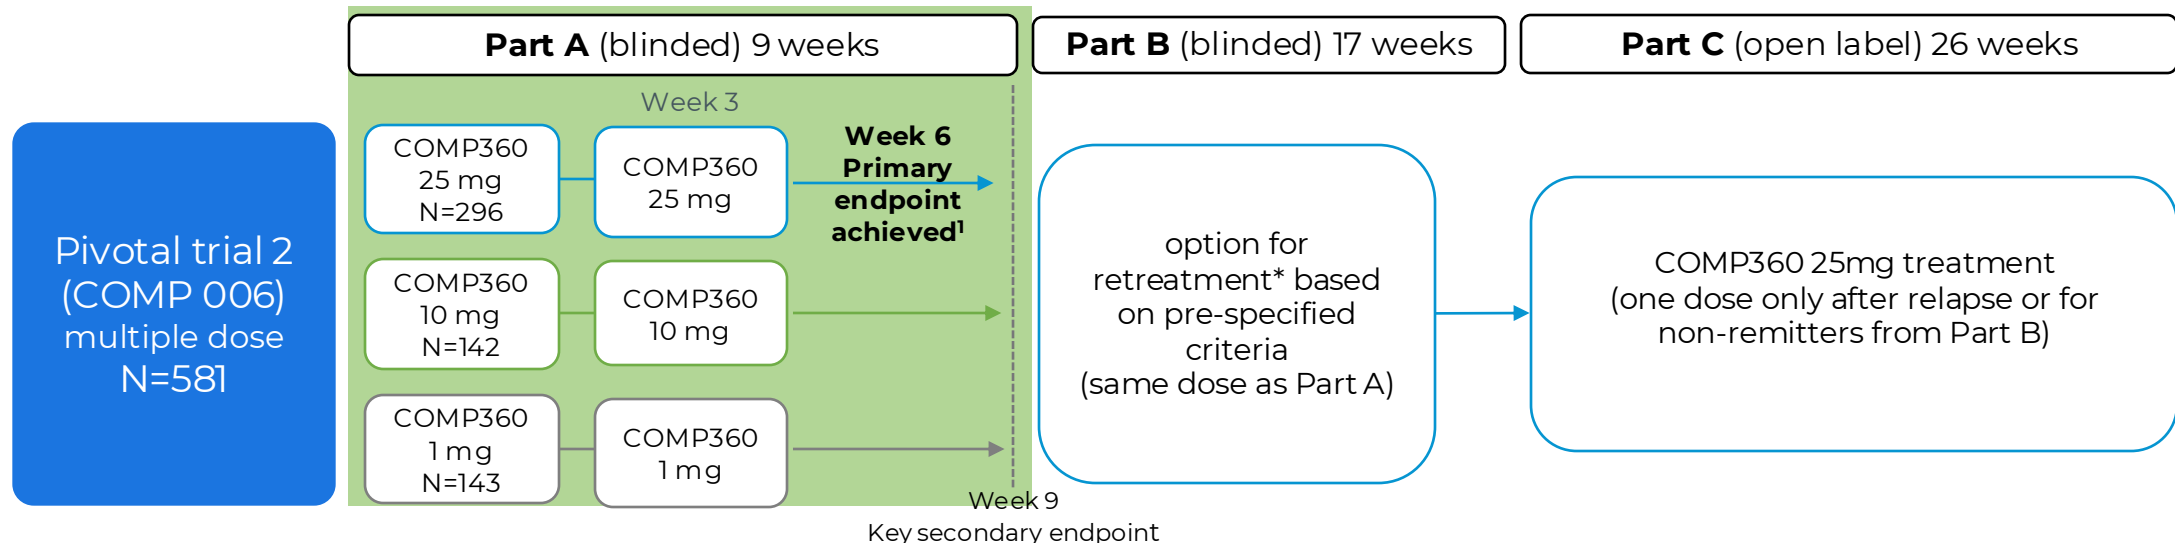 Part A (blinded) 9 weeks
Part B (blinded) 17 weeks
Part C (open label) 26 weeks
Pivotal trial 2
(COMP 006)
multiple dose
N=581
Week 3
COMP360
25 mg
N=296
COMP360
25 mg
Week 6
Primary
endpoint
achieved¹
COMP360
10 mg
N=142
COMP360
10 mg
COMP360
1 mg
N=143
COMP360
1 mg
Week 9
Key secondary endpoint
option for
retreatment* based
on pre-specified
criteria
(same dose as Part A)
COMP360 25mg treatment
(one dose only after relapse or for
non-remitters from Part B)